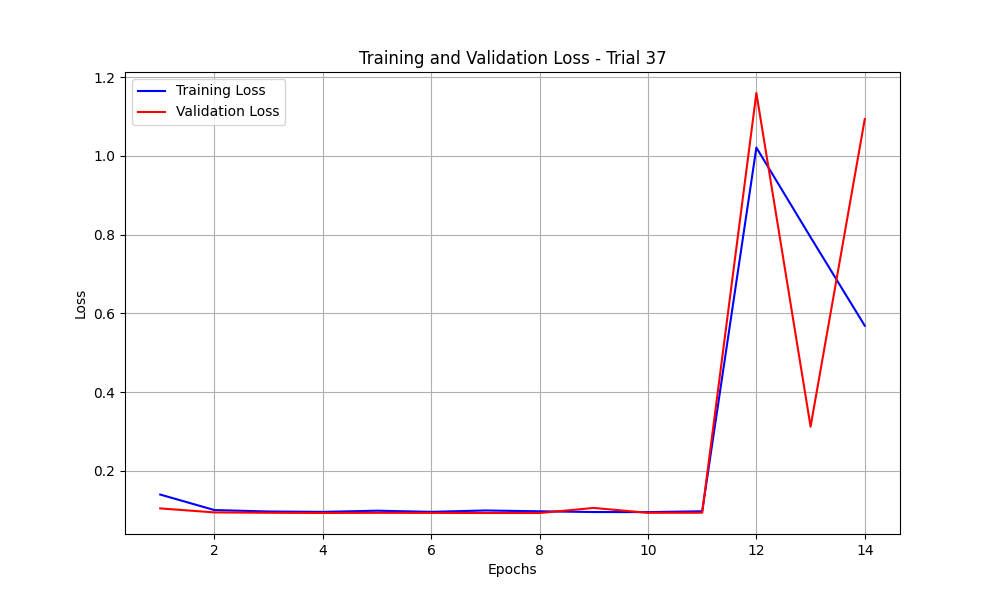 Training and Validation Loss - Trial 37
Training Loss
Validation Loss
1.2
1.0
0.8
0.6
0.4
0.2
Loss
2 4 6 8 10 12 14
Epochs